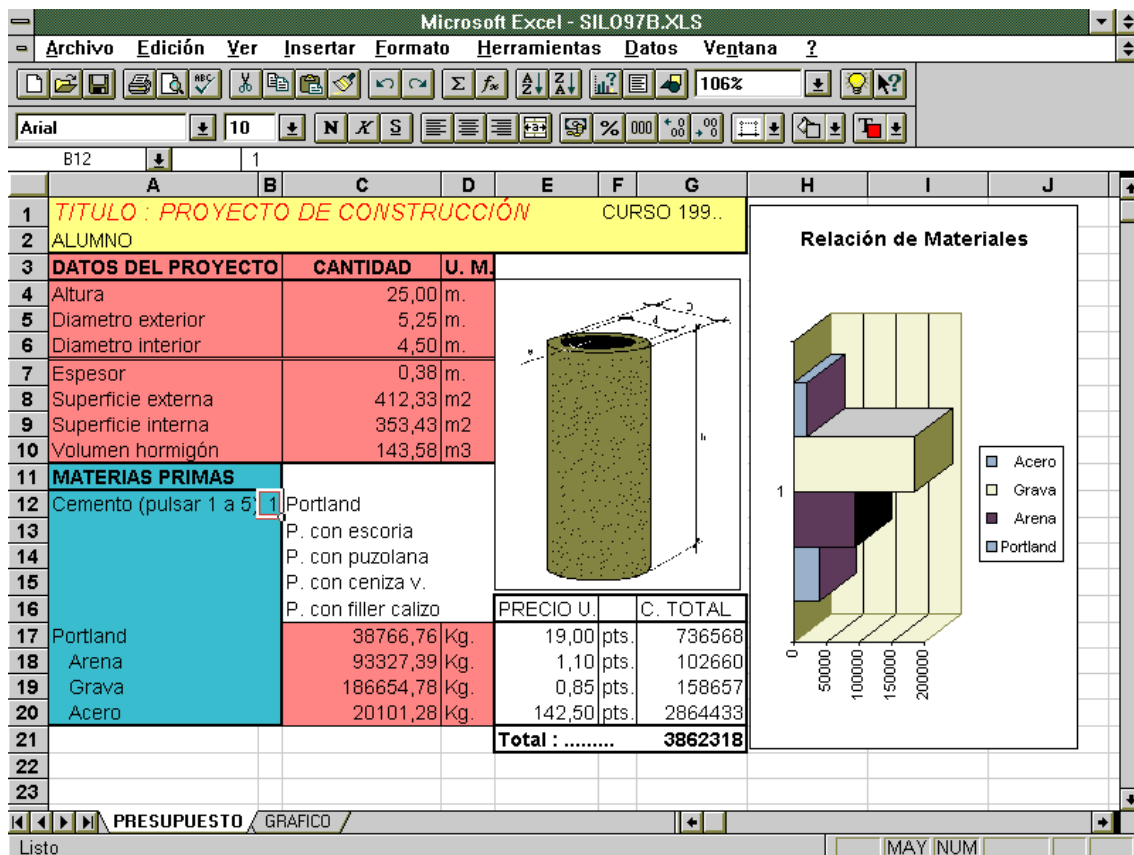 Microsoft Excel - SILO97B.XLS
Archivo Edición Ver Insertar Formato Herramientas Datos Ventana ?
ABC Σ fx A Z Z A 106% ?
Arial 10 N X S a % 000
B12 1
A B C D E F G H I J
1 TITULO : PROYECTO DE CONSTRUCCIÓN CURSO 199..
2 ALUMNO
3 DATOS DEL PROYECTO CANTIDAD U. M.
4 Altura 25,00 m.
5 Diametro exterior 5,25 m.
6 Diametro interior 4,50 m.
7 Espesor 0,38 m.
8 Superficie externa 412,33 m2
9 Superficie interna 353,43 m2
10 Volumen hormigón 143,58 m3
11 MATERIAS PRIMAS
12 Cemento (pulsar 1 a 5) 1 Portland
13 P. con escoria
14 P. con puzolana
15 P. con ceniza v.
16 P. con filler calizo PRECIO U. C. TOTAL
17 Portland 38766,76 Kg. 19,00 pts. 736568
18 Arena 93327,39 Kg. 1,10 pts. 102660
19 Grava 186654,78 Kg. 0,85 pts. 158657
20 Acero 20101,28 Kg. 142,50 pts. 2864433
21 Total : ......... 3862318
22
23
D
d
e
h
Relación de Materiales
1
0 50000 100000 150000 200000
Acero
Grava
Arena
Portland
PRESUPUESTO GRAFICO
Listo MAY NUM